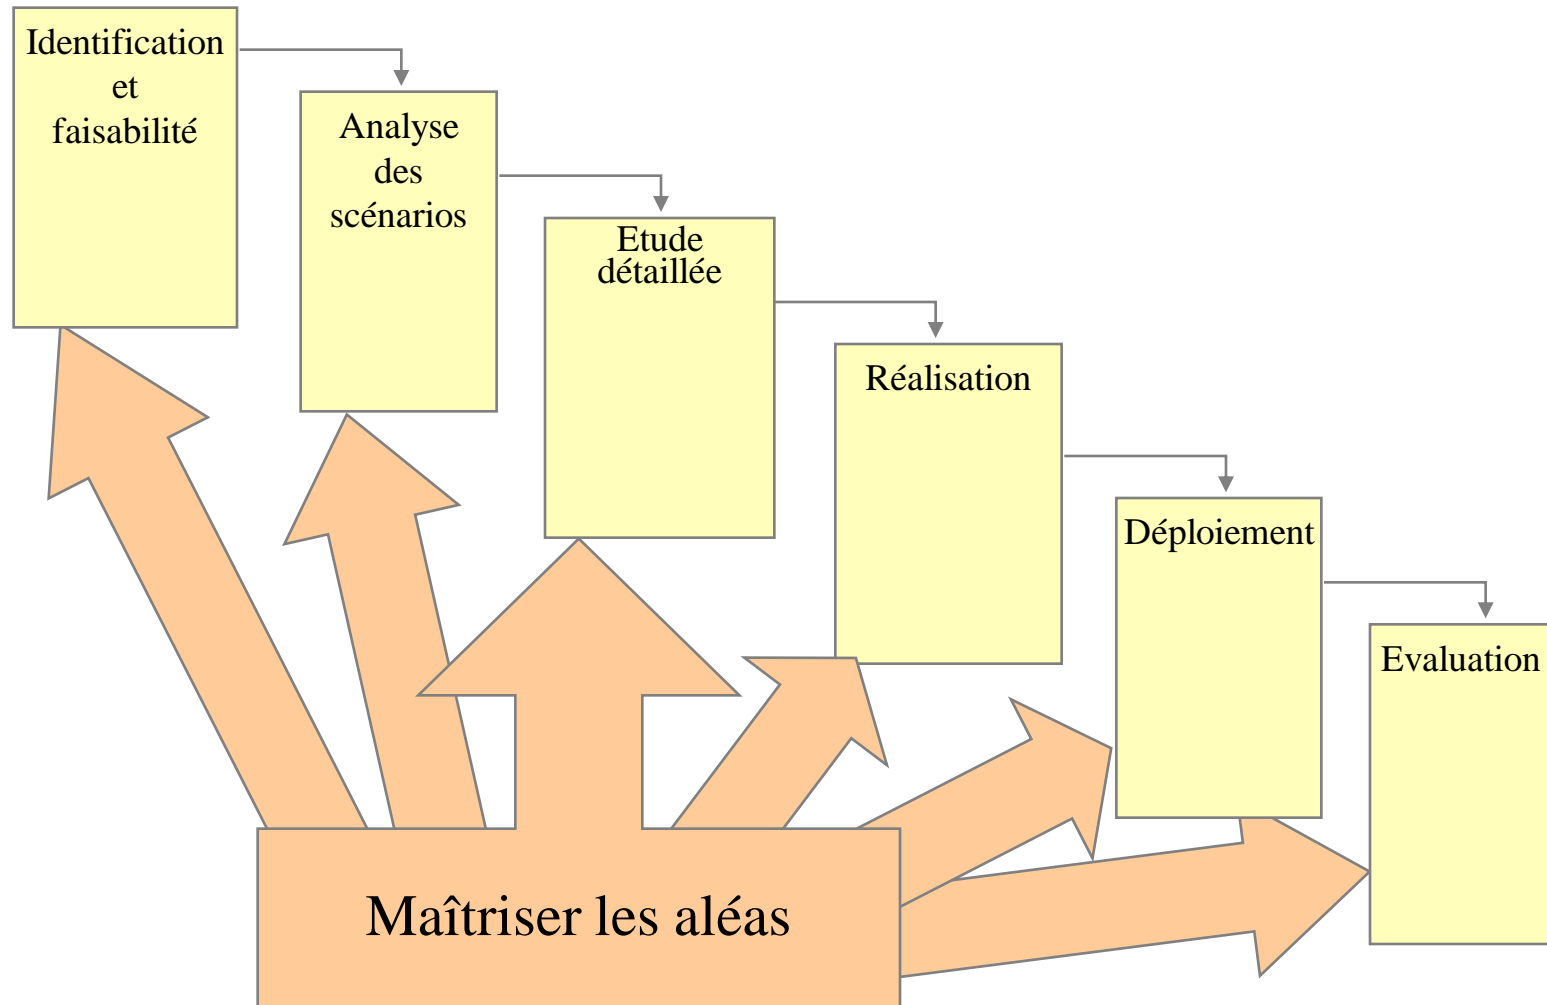 Identification
et
faisabilité
Analyse
des
scénarios
Etude
détaillée
Réalisation
Déploiement
Evaluation
Maîtriser les aléas